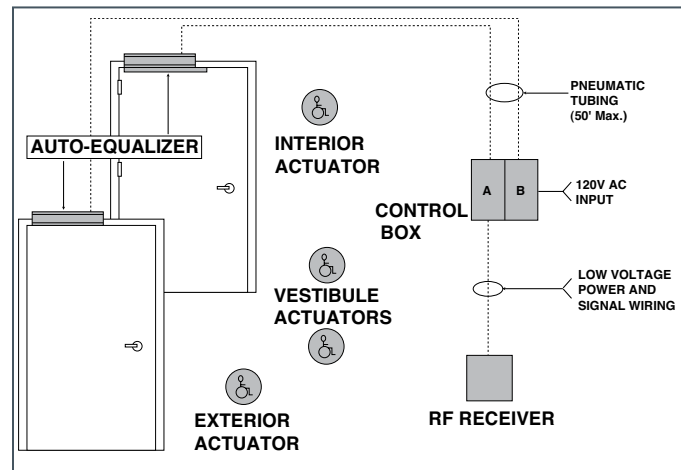 AUTO-EQUALIZER
INTERIOR
ACTUATOR
PNEUMATIC
TUBING
(50' Max.)
A
B
120V AC
INPUT
CONTROL
BOX
VESTIBULE
ACTUATORS
LOW VOLTAGE
POWER AND
SIGNAL WIRING
EXTERIOR
ACTUATOR
RF RECEIVER